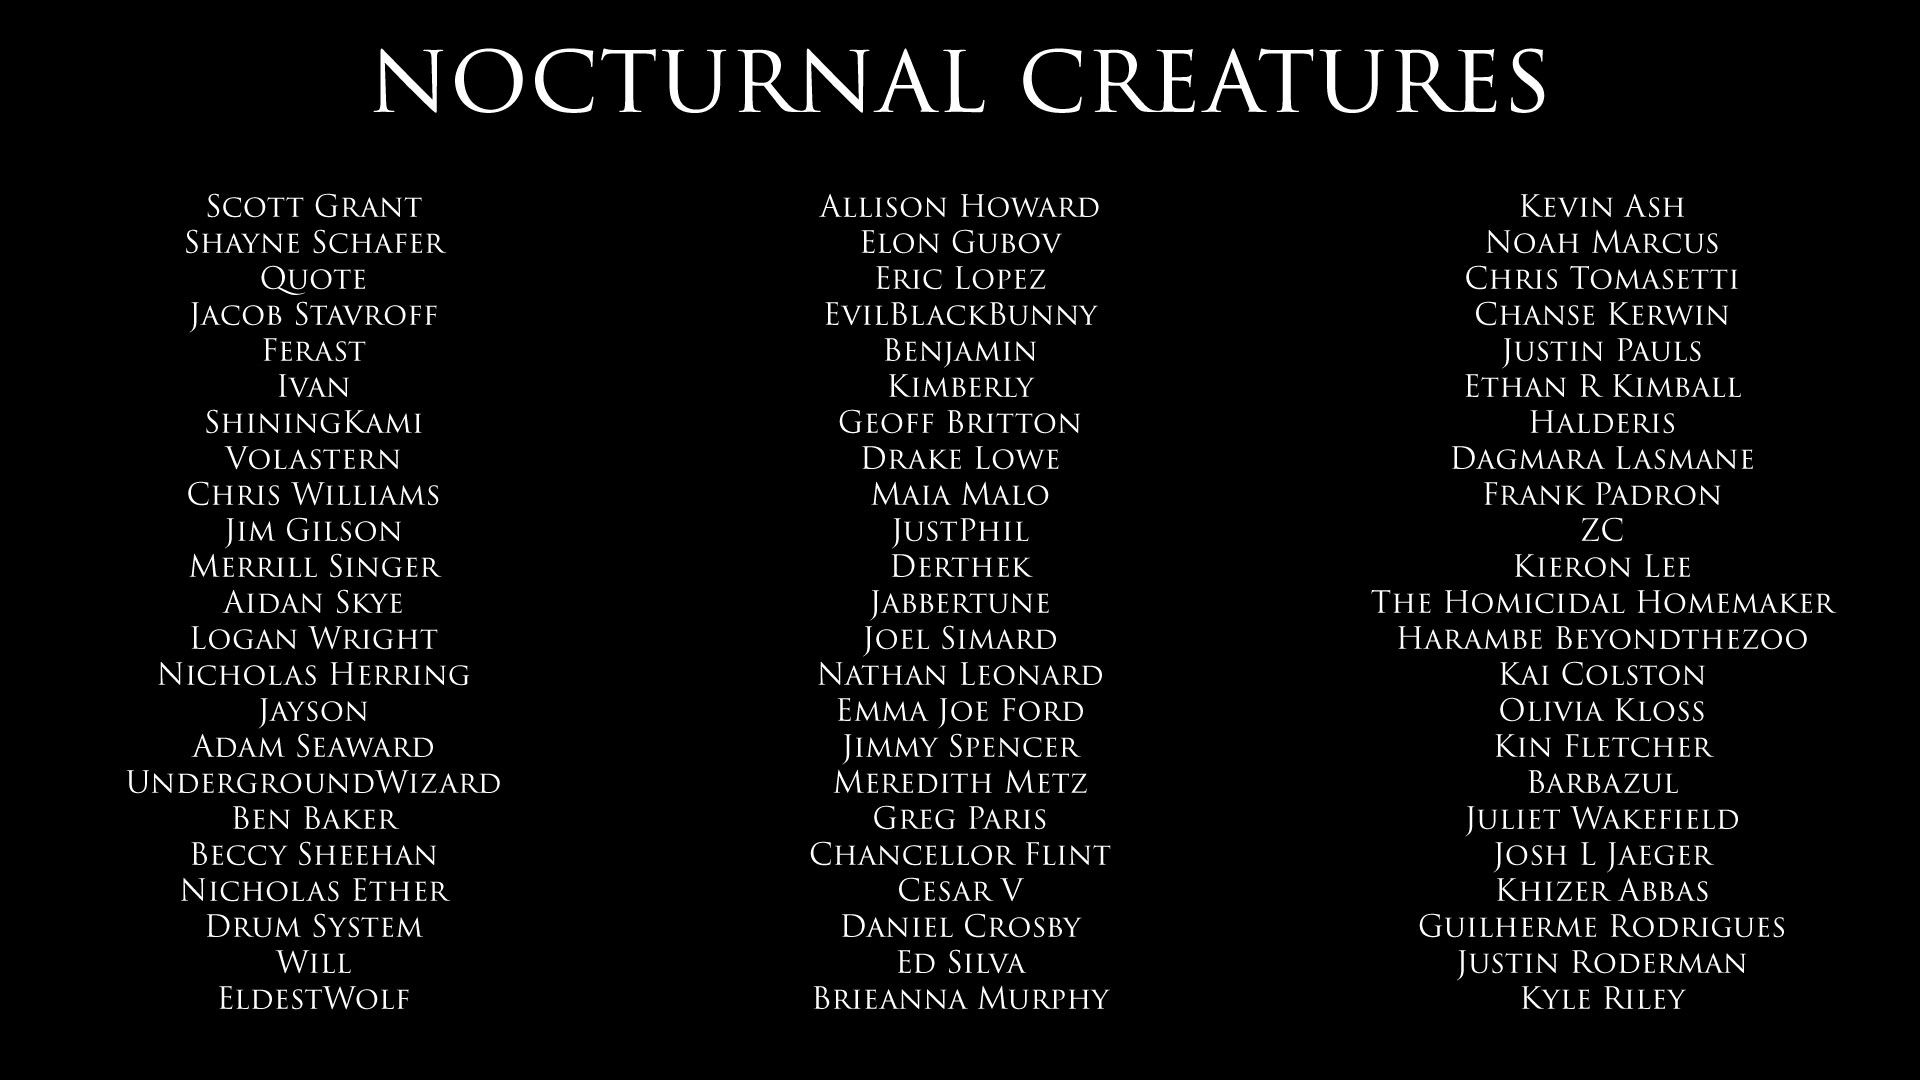 NOCTURNAL CREATURES
Scott Grant
Shayne Schafer
Quote
Jacob Stavroff
Ferast
Ivan
ShiningKami
Volastern
Chris Williams
Jim Gilson
Merrill Singer
Aidan Skye
Logan Wright
Nicholas Herring
Jayson
Adam Seaward
UndergroundWizard
Ben Baker
Beccy Sheehan
Nicholas Ether
Drum System
Will
EldestWolf
Allison Howard
Elon Gubov
Eric Lopez
EvilBlackBunny
Benjamin
Kimberly
Geoff Britton
Drake Lowe
Maia Malo
JustPhil
Derthek
Jabbertune
Joel Simard
Nathan Leonard
Emma Joe Ford
Jimmy Spencer
Meredith Metz
Greg Paris
Chancellor Flint
Cesar V
Daniel Crosby
Ed Silva
Brieanna Murphy
Kevin Ash
Noah Marcus
Chris Tomasetti
Chanse Kerwin
Justin Pauls
Ethan R Kimball
Halderis
Dagmara Lasmane
Frank Padron
ZC
Kieron Lee
The Homicidal Homemaker
Harambe Beyondthezoo
Kai Colston
Olivia Kloss
Kin Fletcher
Barbazul
Juliet Wakefield
Josh L Jaeger
Khizer Abbas
Guilherme Rodrigues
Justin Roderman
Kyle Riley